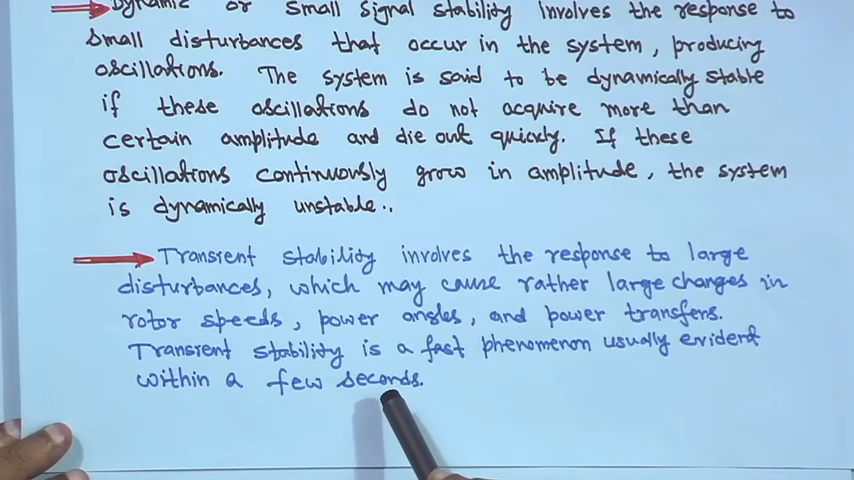 Dynamic or small signal stability involves the response to
small disturbances that occur in the system, producing
oscillations. The system is said to be dynamically stable
if these oscillations do not acquire more than
certain amplitude and die out quickly. If these
oscillations continuously grow in amplitude, the system
is dynamically unstable..
Transient stability involves the response to large
disturbances, which may cause rather large changes in
rotor speeds, power angles, and power transfers.
Transient stability is a fast phenomenon usually evident
within a few seconds.